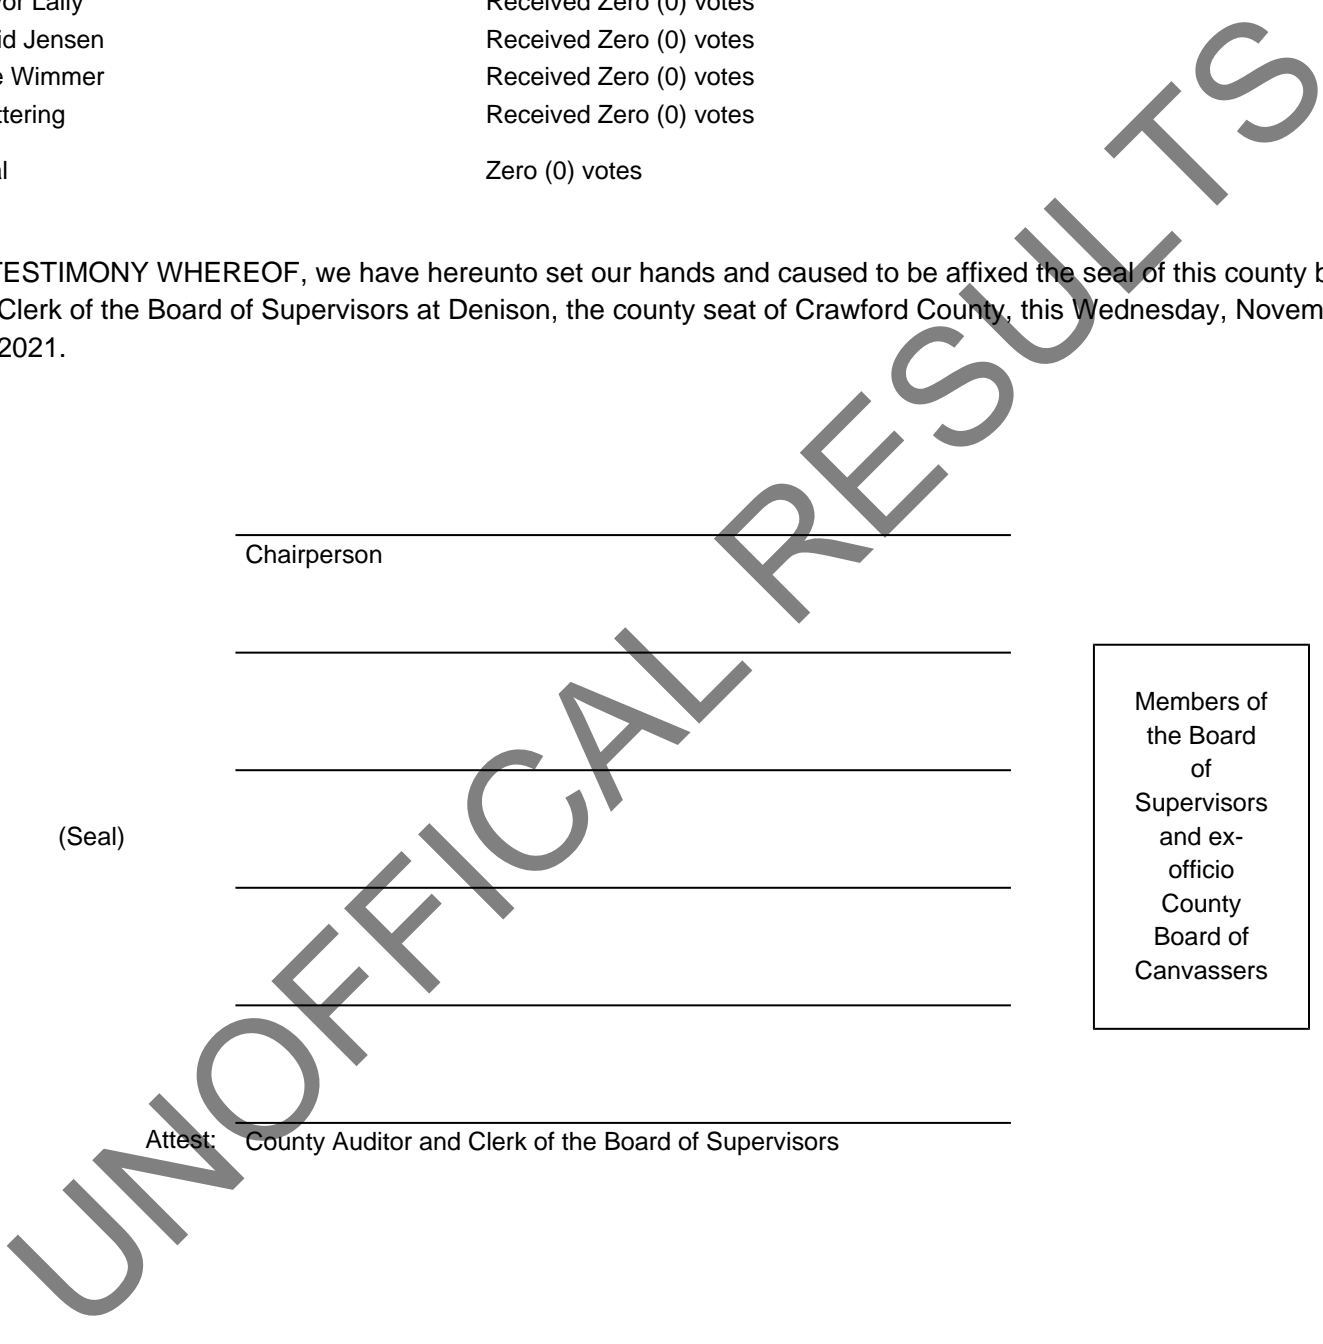 or Lally Received Zero (0) votes
id Jensen Received Zero (0) votes
e Wimmer Received Zero (0) votes
ttering Received Zero (0) votes
al Zero (0) votes
TESTIMONY WHEREOF, we have hereunto set our hands and caused to be affixed the seal of this county b
Clerk of the Board of Supervisors at Denison, the county seat of Crawford County, this Wednesday, Novem
2021.
Chairperson
Members of
the Board
of
Supervisors
and ex-
officio
County
Board of
Canvassers
(Seal)
Attest: County Auditor and Clerk of the Board of Supervisors
UNOFFICAL RESULTS